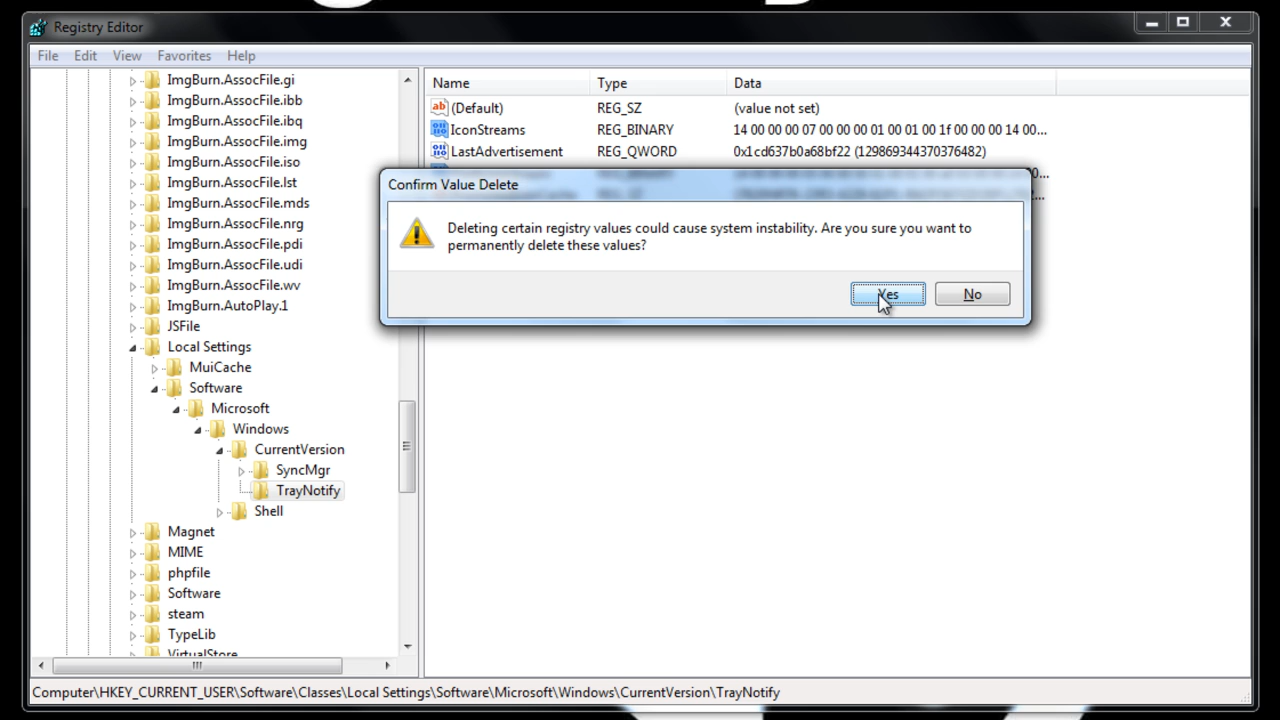 Registry Editor
File Edit View Favorites Help
ImgBurn.AssocFile.gi
ImgBurn.AssocFile.ibb
ImgBurn.AssocFile.ibq
ImgBurn.AssocFile.img
ImgBurn.AssocFile.iso
ImgBurn.AssocFile.lst
ImgBurn.AssocFile.mds
ImgBurn.AssocFile.nrg
ImgBurn.AssocFile.pdi
ImgBurn.AssocFile.udi
ImgBurn.AssocFile.wv
ImgBurn.AutoPlay.1
JSFile
Local Settings
MuiCache
Software
Microsoft
Windows
CurrentVersion
SyncMgr
TrayNotify
Shell
Magnet
MIME
phpfile
Software
steam
TypeLib
VirtualStore
Name Type Data
(Default) REG_SZ (value not set)
IconStreams REG_BINARY 14 00 00 00 07 00 00 00 01 00 01 00 1f 00 00 00 14 00...
LastAdvertisement REG_QWORD 0x1cd637b0a68bf22 (129869344370376482)
Confirm Value Delete
Deleting certain registry values could cause system instability. Are you sure you want to
permanently delete these values?
Yes No
Computer\HKEY_CURRENT_USER\Software\Classes\Local Settings\Software\Microsoft\Windows\CurrentVersion\TrayNotify